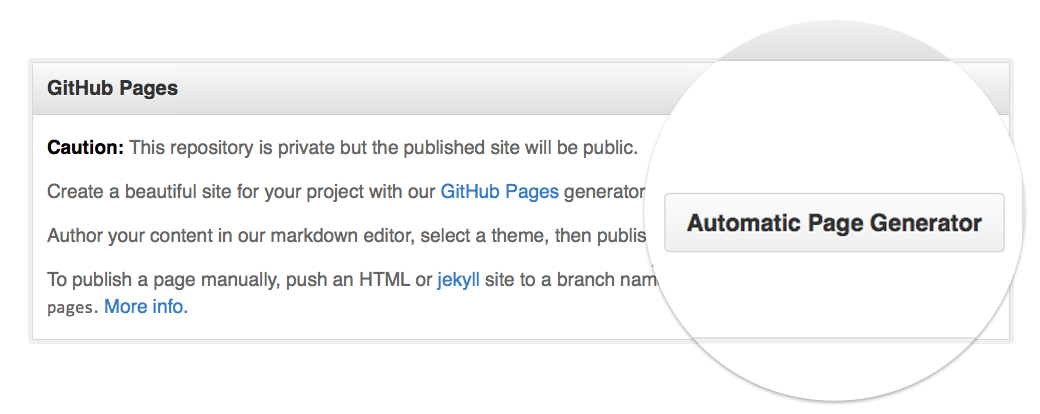 GitHub Pages
Caution: This repository is private but the published site will be public.
Create a beautiful site for your project with our GitHub Pages generator
Automatic Page Generator
Author your content in our markdown editor, select a theme, then
To publish a page manually, push an HTML or jekyll site to a branch
pages. More info.